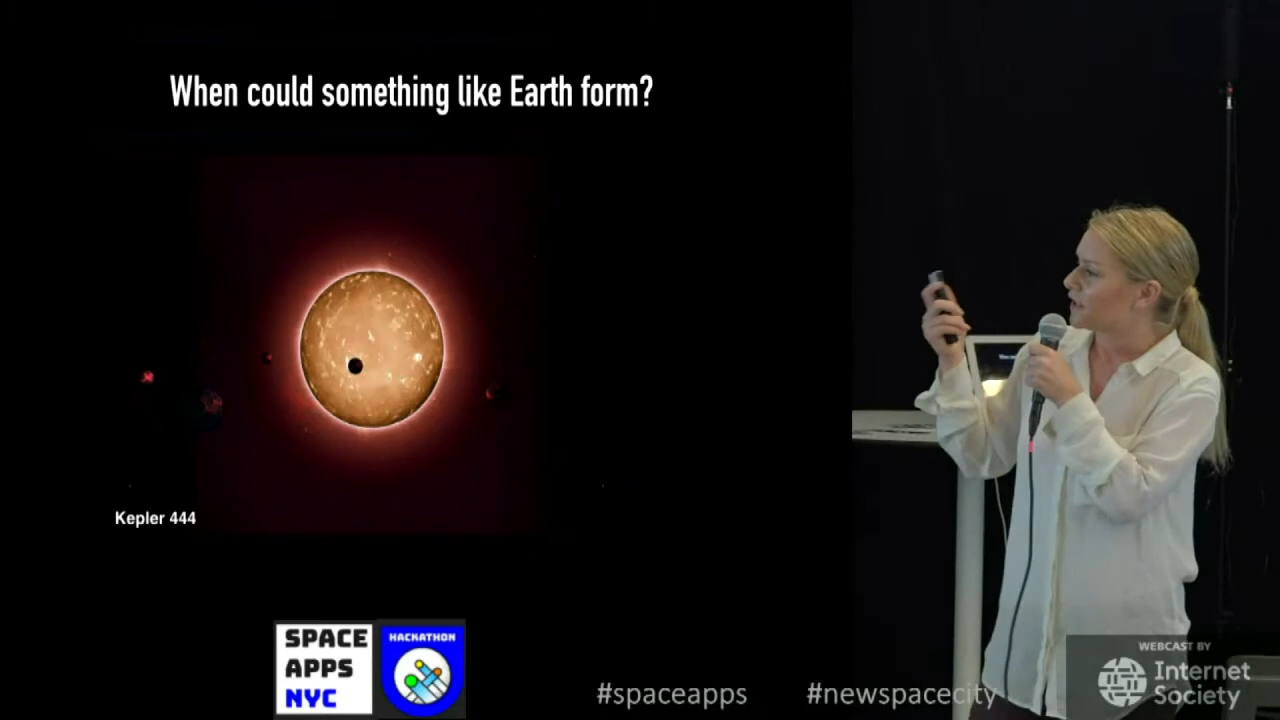 When could something like Earth form?
Kepler 444
SPACE
APPS
NYC
HACKATHON
#spaceapps
#newspacecity
WEBCAST BY
Internet
Society